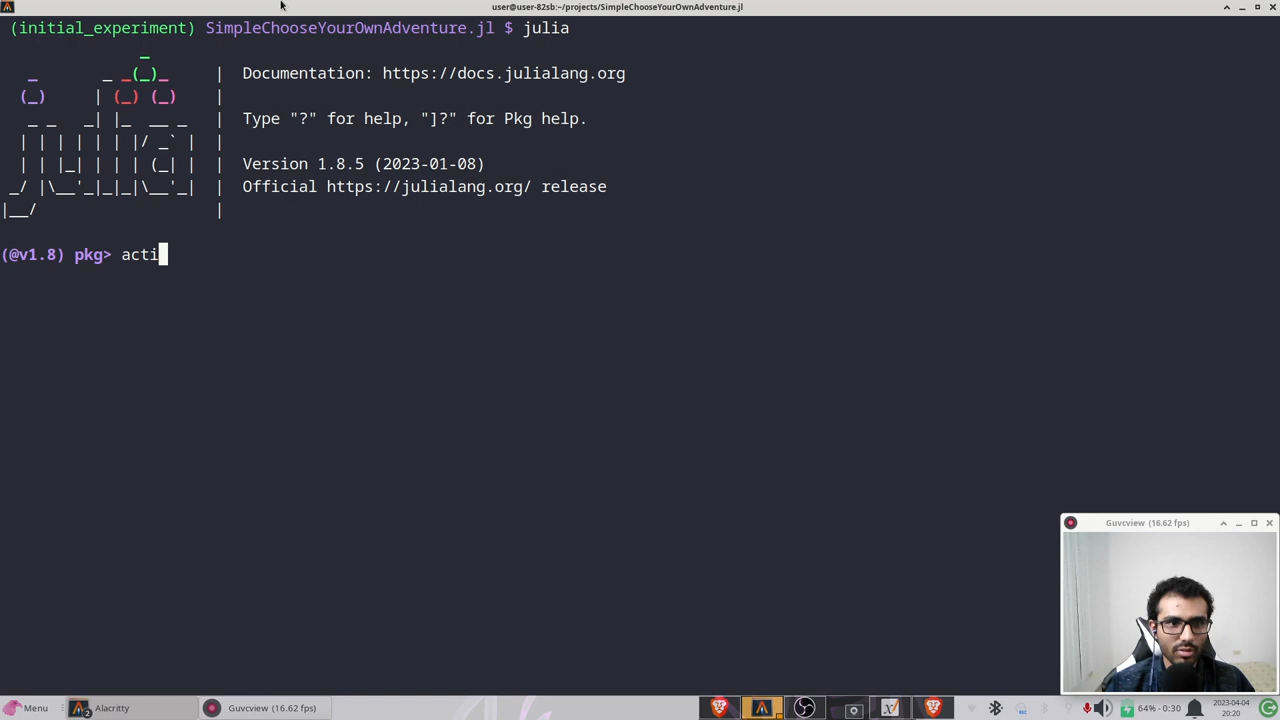 user@user-82sb:~/projects/SimpleChooseYourOwnAdventure.jl
(initial_experiment) SimpleChooseYourOwnAdventure.jl $ julia
Documentation: https://docs.julialang.org
Type "?" for help, "]?" for Pkg help.
Version 1.8.5 (2023-01-08)
Official https://julialang.org/ release
(@v1.8) pkg> acti
Guvcview (16.62 fps)
Menu
Alacritty
Guvcview (16.62 fps)
64% - 0:30
2023-04-04
20:20